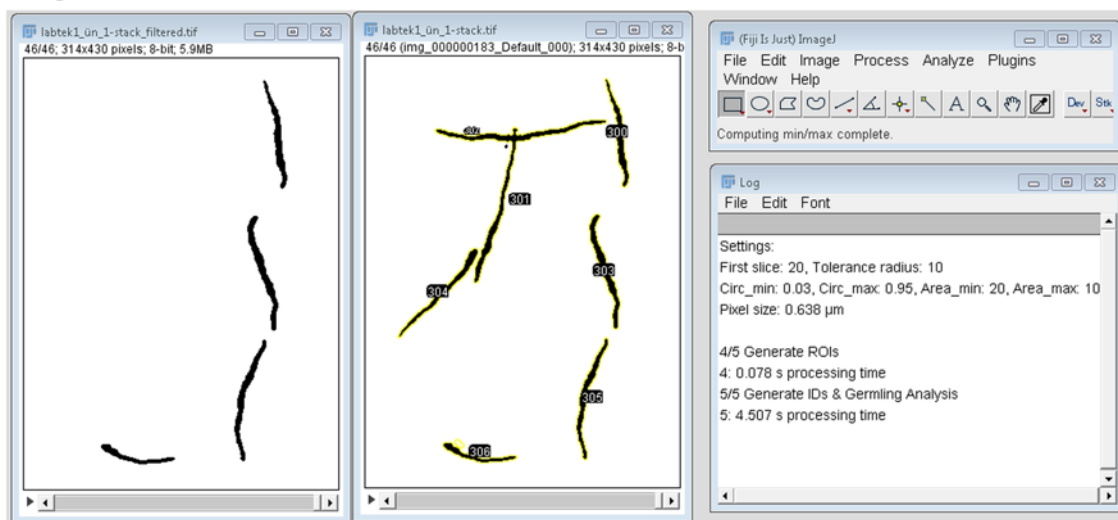 labtek1_ün_1-stack_filtered.tif
46/46; 314x430 pixels; 8-bit; 5.9MB
labtek1_ün_1-stack.tif
46/46 (img_000000183_Default_000); 314x430 pixels; 8-b
302
300
301
303
304
305
306
(Fiji Is Just) ImageJ
File Edit Image Process Analyze Plugins
Window Help
A Dev Stk
Computing min/max complete.
Log
File Edit Font
Settings:
First slice: 20, Tolerance radius: 10
Circ_min: 0.03, Circ_max: 0.95, Area_min: 20, Area_max: 10
Pixel size: 0.638 µm
4/5 Generate ROIs
4: 0.078 s processing time
5/5 Generate IDs & Germling Analysis
5: 4.507 s processing time